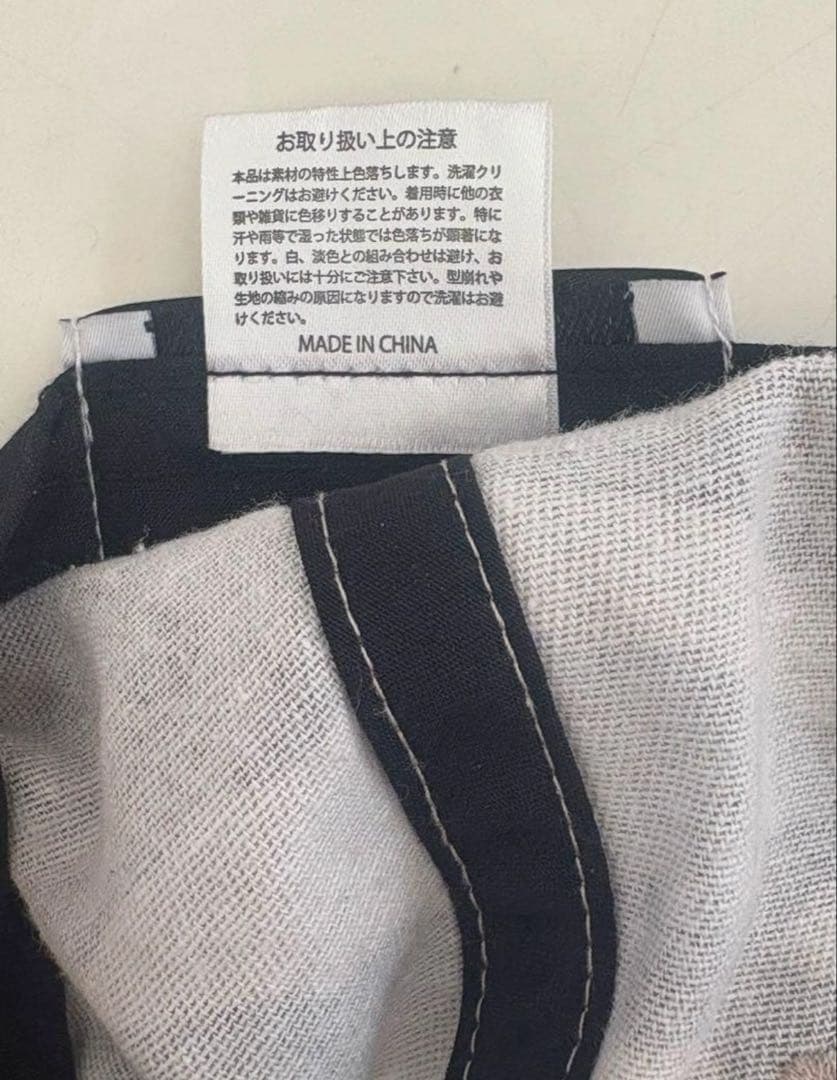 お取り扱い上の注意
本品は素材の特性上色落ちします。洗濯クリ
ーニングはお避けください。着用時に他の衣
類や雑貨に色移りすることがあります。特に
汗や雨等で湿った状態では色落ちが顕著にな
ります。白、淡色との組み合わせは避け、お
取り扱いには十分にご注意下さい。型崩れや
生地の縮みの原因になりますので洗濯はお避
けください。
MADE IN CHINA